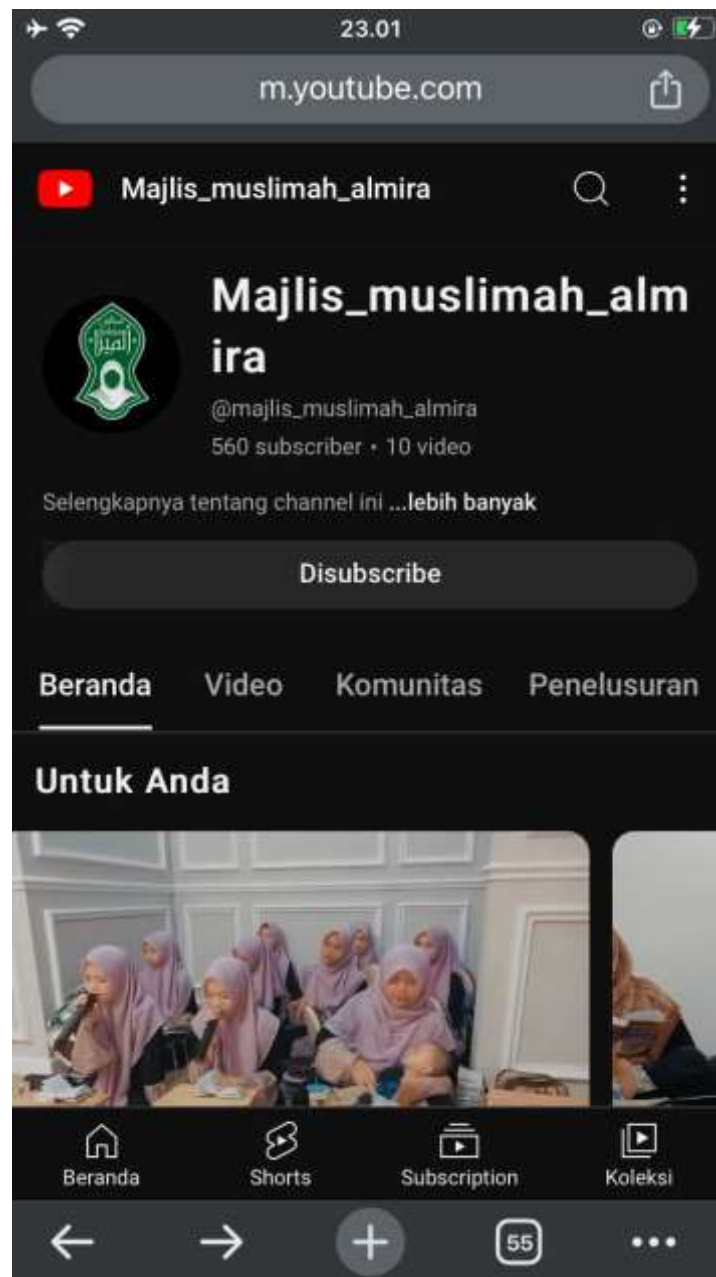 23.01
m.youtube.com
Majlis_muslimah_almira
Majlis_muslimah_alm
ira
@majlis_muslimah_almira
560 subscriber • 10 video
Selengkapnya tentang channel ini ...lebih banyak
Disubscribe
Beranda Video Komunitas Penelusuran
Untuk Anda
Beranda Shorts Subscription Koleksi
55